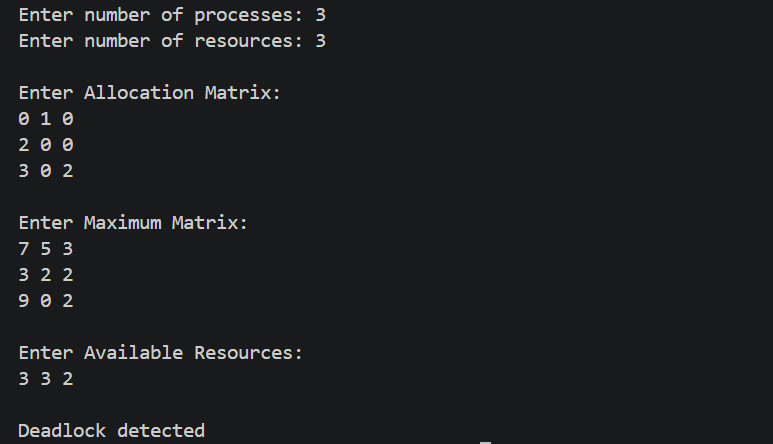 Enter number of processes: 3
Enter number of resources: 3
Enter Allocation Matrix:
0 1 0
2 0 0
3 0 2
Enter Maximum Matrix:
7 5 3
3 2 2
9 0 2
Enter Available Resources:
3 3 2
Deadlock detected